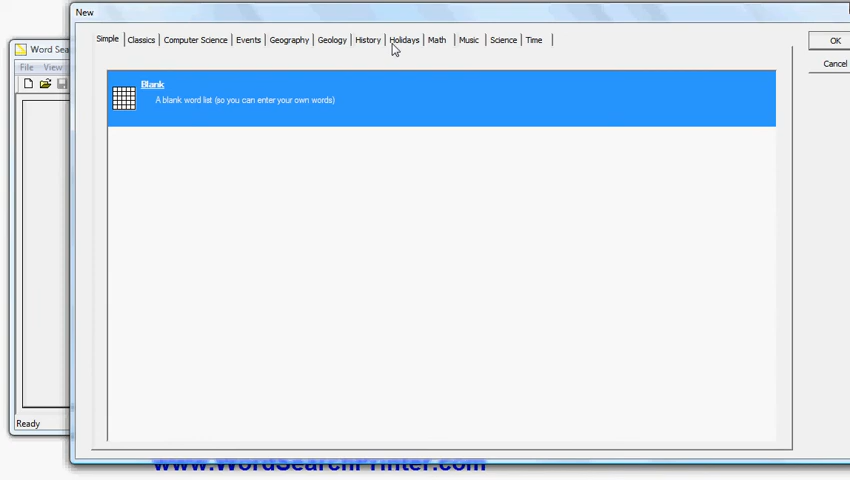 New
Simple Classics Computer Science Events Geography Geology History Holidays Math Music Science Time
OK
Cancel
Word Sea
File View
Blank
A blank word list (so you can enter your own words)
Ready
www.WordSearchPrinter.com